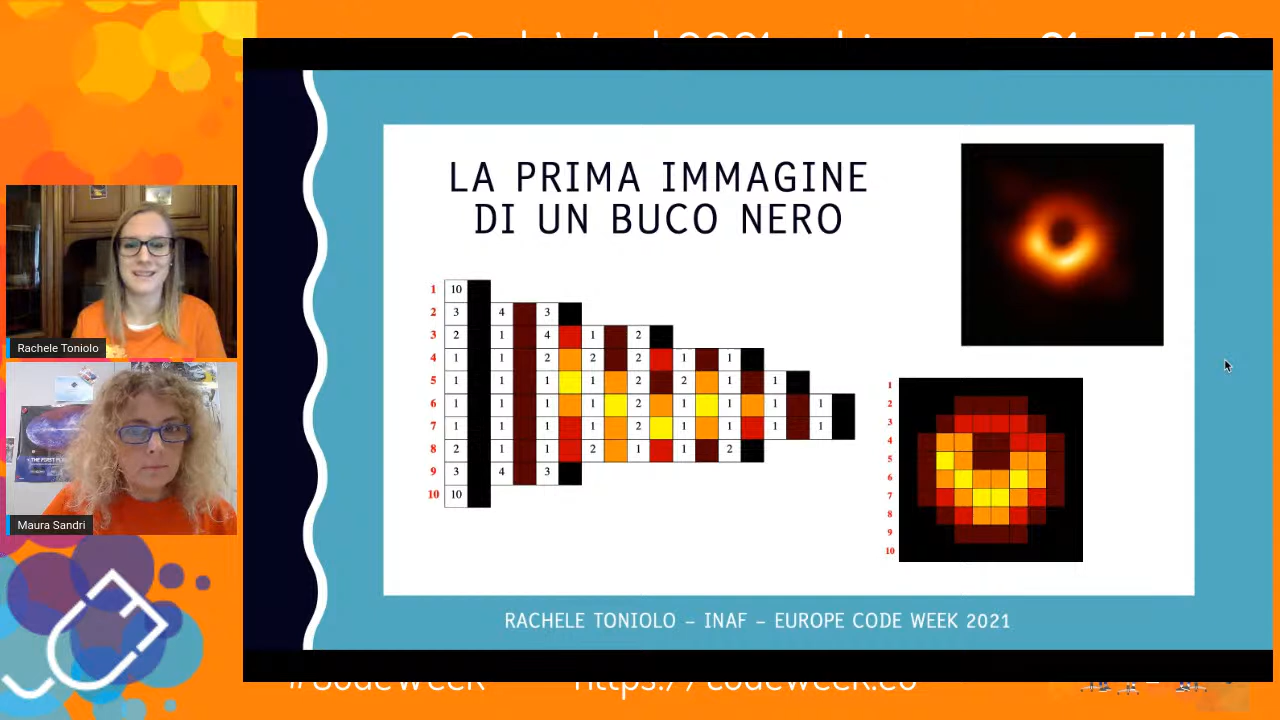 LA PRIMA IMMAGINE
DI UN BUCO NERO
1 10
2 3 4 3
3 2 1 4 1 2
4 1 1 2 2 2 1 1
5 1 1 1 1 2 2 1 1
6 1 1 1 1 2 1 1 1 1
7 1 1 1 1 2 1 1 1 1
8 2 1 1 2 1 1 2
9 3 4 3
10 10
1
2
3
4
5
6
7
8
9
10
Rachele Toniolo
Maura Sandri
RACHELE TONIOLO – INAF – EUROPE CODE WEEK 2021
#CodeWeek
https://codeweek.eu